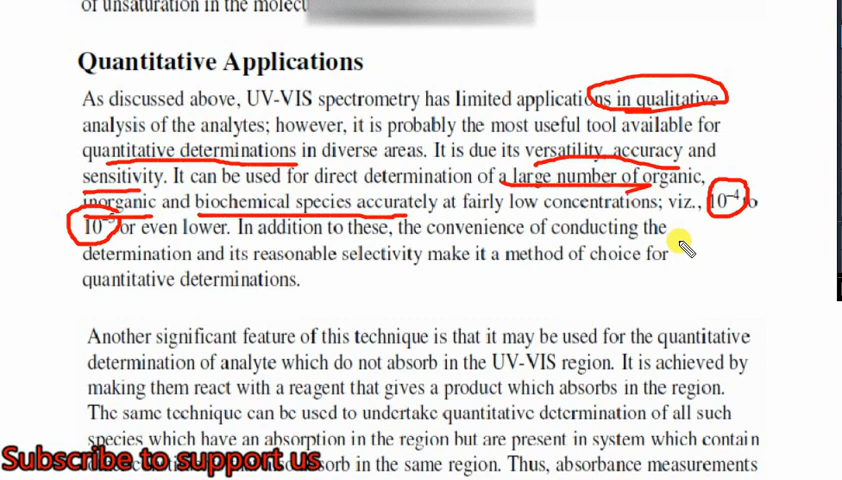 of unsaturation in the molecu
Quantitative Applications
As discussed above, UV-VIS spectrometry has limited applications in qualitative
analysis of the analytes; however, it is probably the most useful tool available for
quantitative determinations in diverse areas. It is due its versatility, accuracy and
sensitivity. It can be used for direct determination of a large number of organic,
inorganic and biochemical species accurately at fairly low concentrations; viz., 10⁻⁴ to
or even lower. In addition to these, the convenience of conducting the
determination and its reasonable selectivity make it a method of choice for
quantitative determinations.
Another significant feature of this technique is that it may be used for the quantitative
determination of analyte which do not absorb in the UV-VIS region. It is achieved by
making them react with a reagent that gives a product which absorbs in the region.
The same technique can be used to undertake quantitative determination of all such
species which have an absorption in the region but are present in system which contain
sorb in the same region. Thus, absorbance measurements
Subscribe to support us